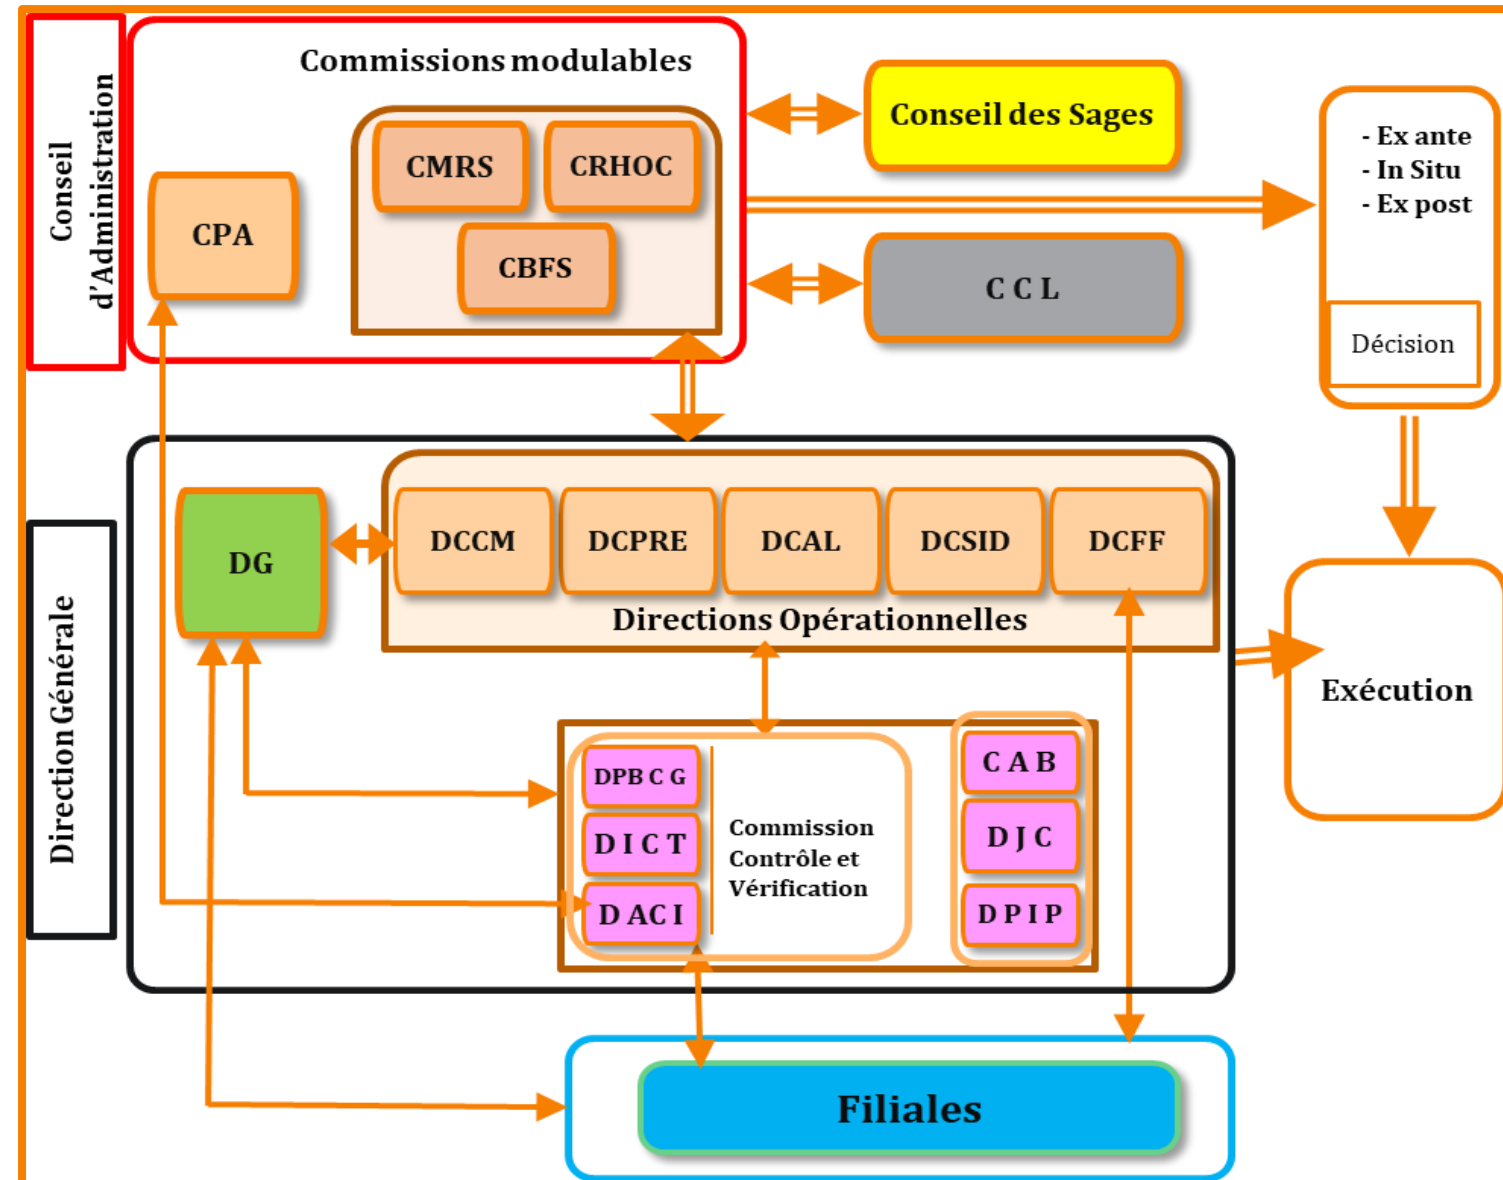 Conseil
d'Administration
Commissions modulables
CMRS
CRHOC
CPA
CBFS
Conseil des Sages
C C L
- Ex ante
- In Situ
- Ex post
Décision
Direction Générale
DG
DCCM
DCPRE
DCAL
DCSID
DCFF
Directions Opérationnelles
Exécution
DPB C G
D I C T
D AC I
Commission
Contrôle et
Vérification
C A B
D J C
D P I P
Filiales